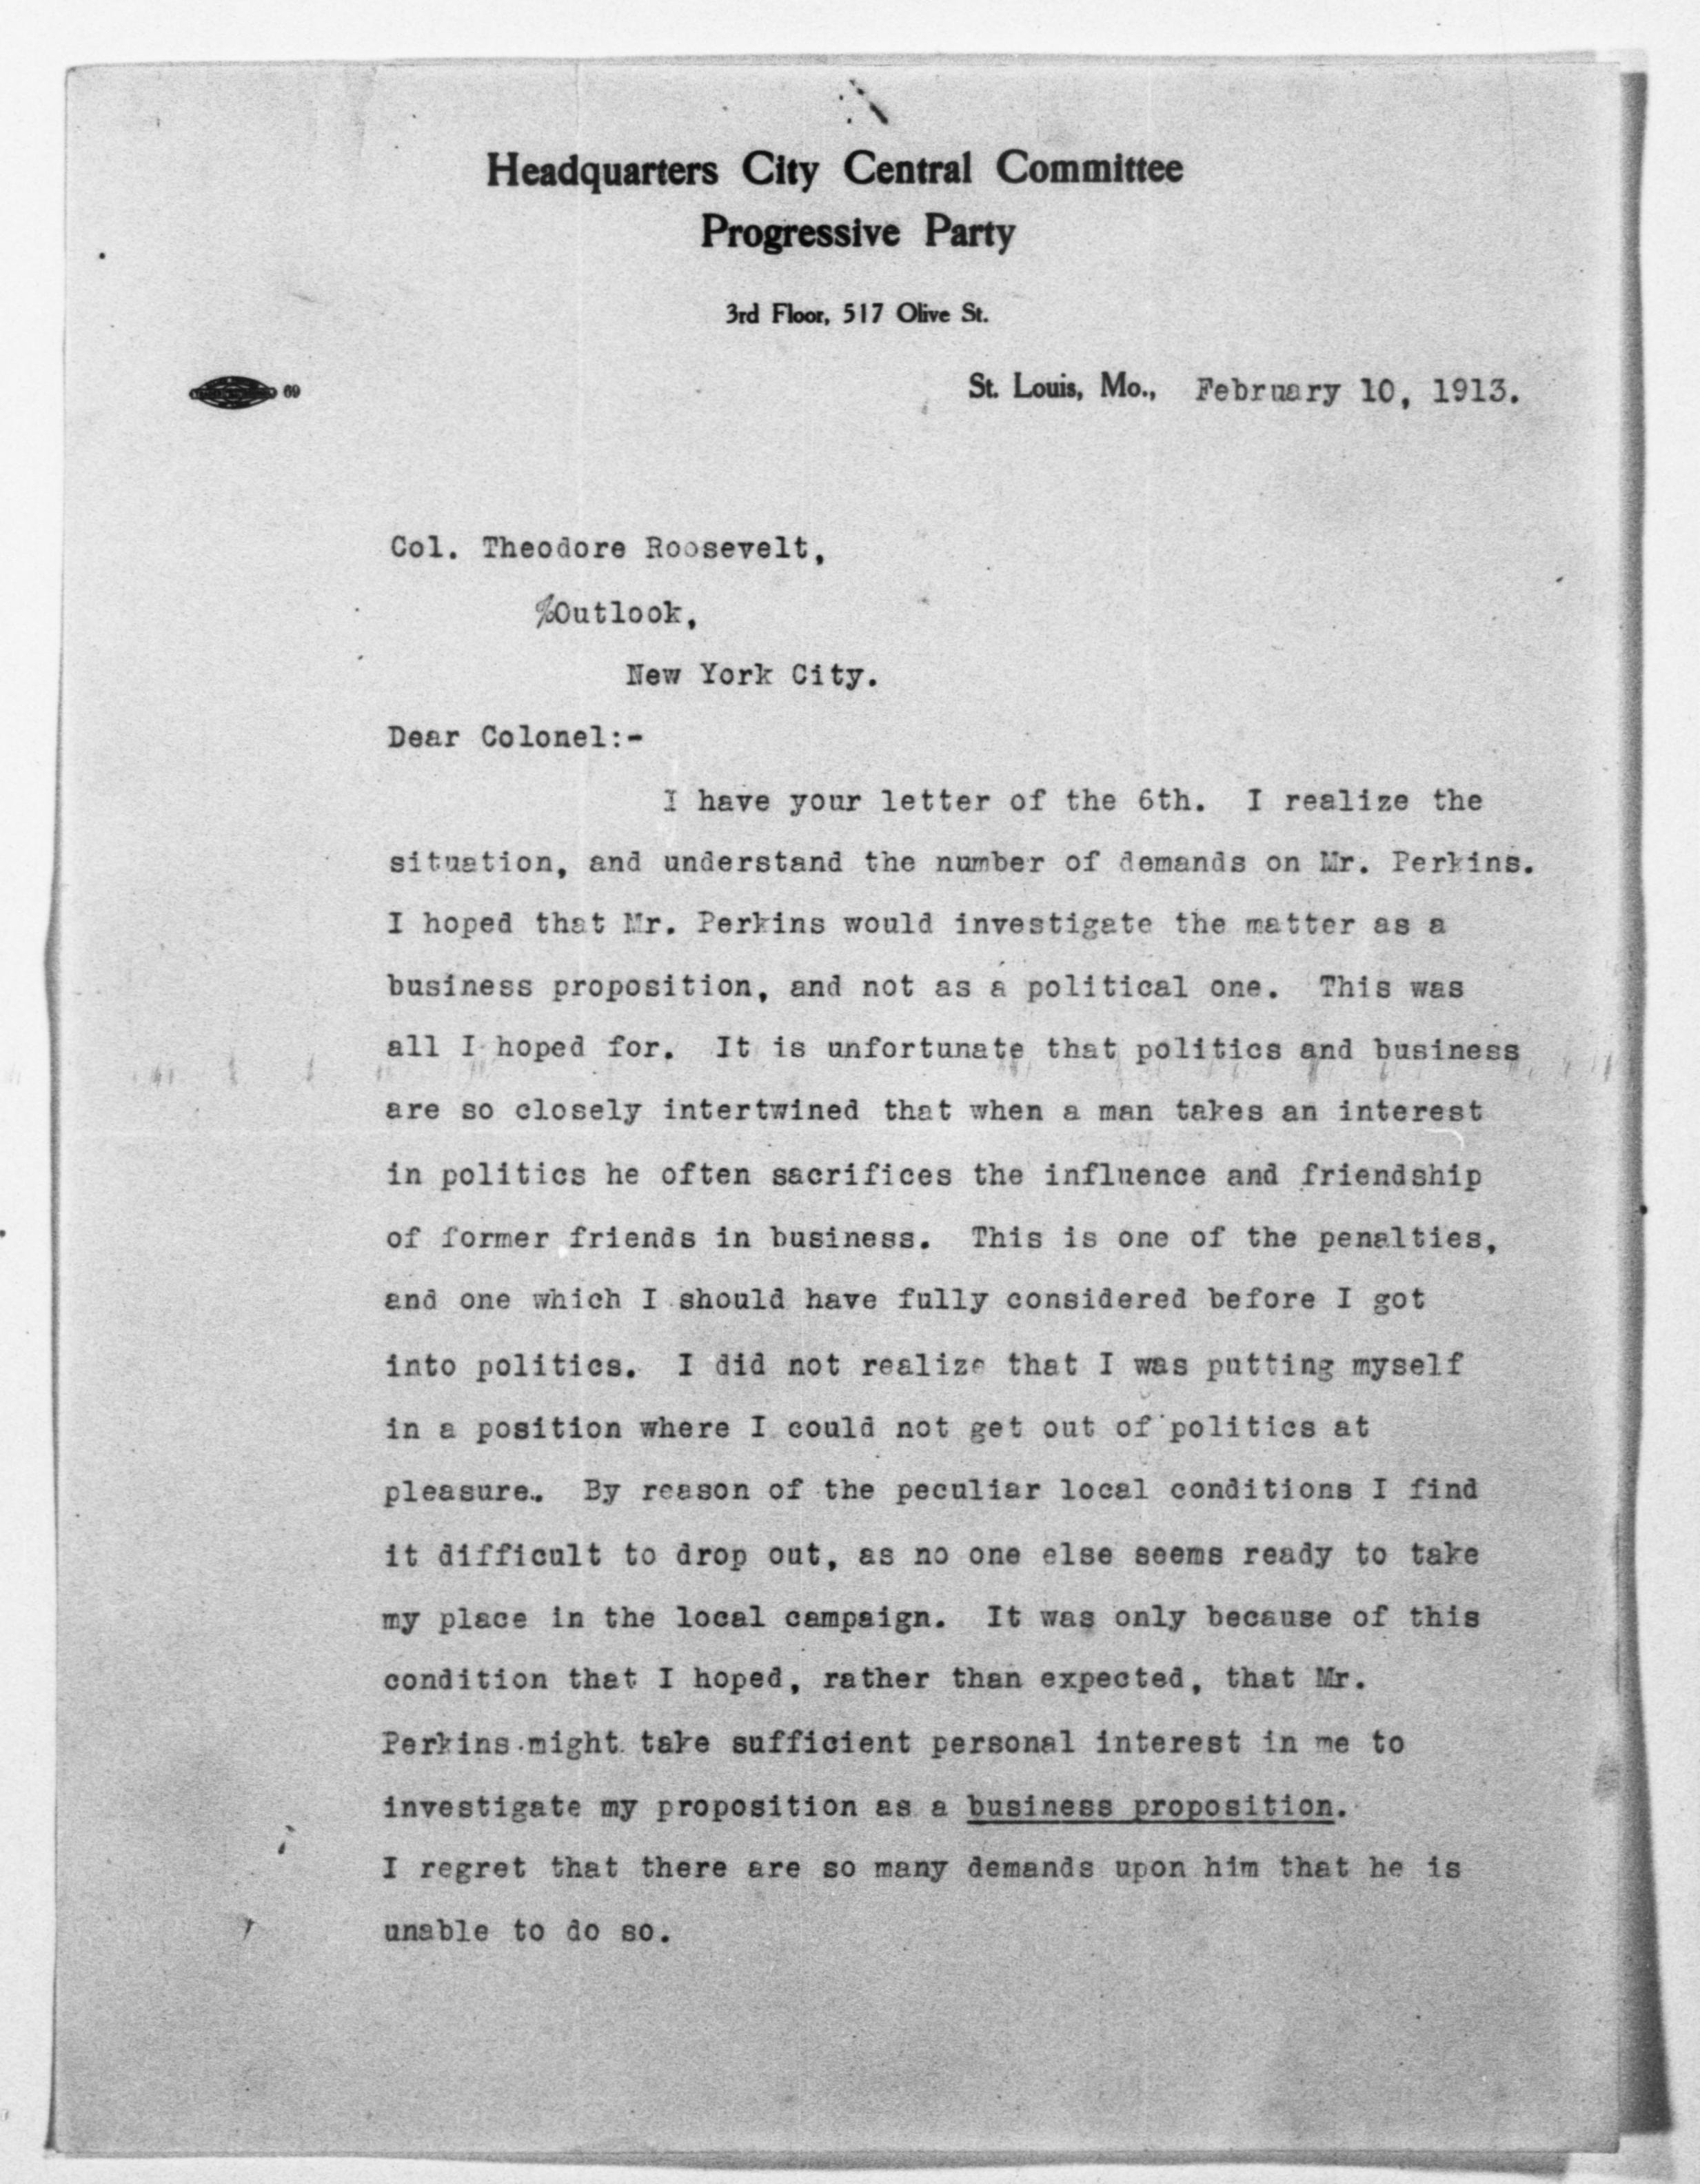 Headquarters City Central Committee
Progressive Party
3rd Floor, 517 Olive St.
69
St. Louis, Mo., February 10, 1913.
Col. Theodore Roosevelt,
%Outlook,
New York City.
Dear Colonel:-
I have your letter of the 6th. I realize the
situation, and understand the number of demands on Mr. Perkins.
I hoped that Mr. Perkins would investigate the matter as a
business proposition, and not as a political one. This was
all I hoped for. It is unfortunate that politics and business
are so closely intertwined that when a man takes an interest
in politics he often sacrifices the influence and friendship
of former friends in business. This is one of the penalties,
and one which I should have fully considered before I got
into politics. I did not realize that I was putting myself
in a position where I could not get out of politics at
pleasure. By reason of the peculiar local conditions I find
it difficult to drop out, as no one else seems ready to take
my place in the local campaign. It was only because of this
condition that I hoped, rather than expected, that Mr.
Perkins might take sufficient personal interest in me to
investigate my proposition as a business proposition.
I regret that there are so many demands upon him that he is
unable to do so.